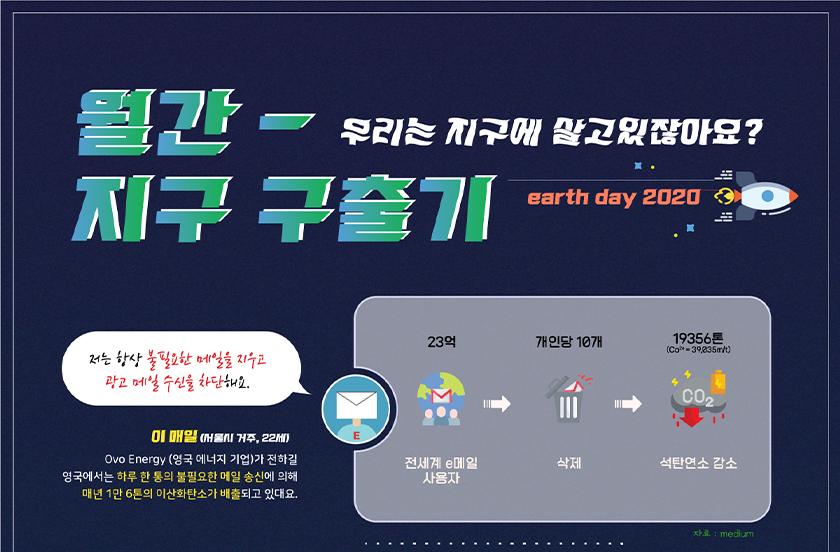 월간 -
우리는 지구에 살고있잖아요?
지구 구출기
earth day 2020
저는 항상 불필요한 메일을 지우고
광고 메일 수신을 차단해요.
E
이 메일 (서울시 거주, 22세)
Ovo Energy (영국 에너지 기업)가 전하길
영국에서는 하루 한 통의 불필요한 메일 송신에 의해
매년 1만 6톤의 이산화탄소가 배출되고 있대요.
23억
전세계 e메일
사용자
개인당 10개
삭제
19356톤
(Co²ᵉ = 39,035m/t)
CO₂
석탄연소 감소
자료 : medium